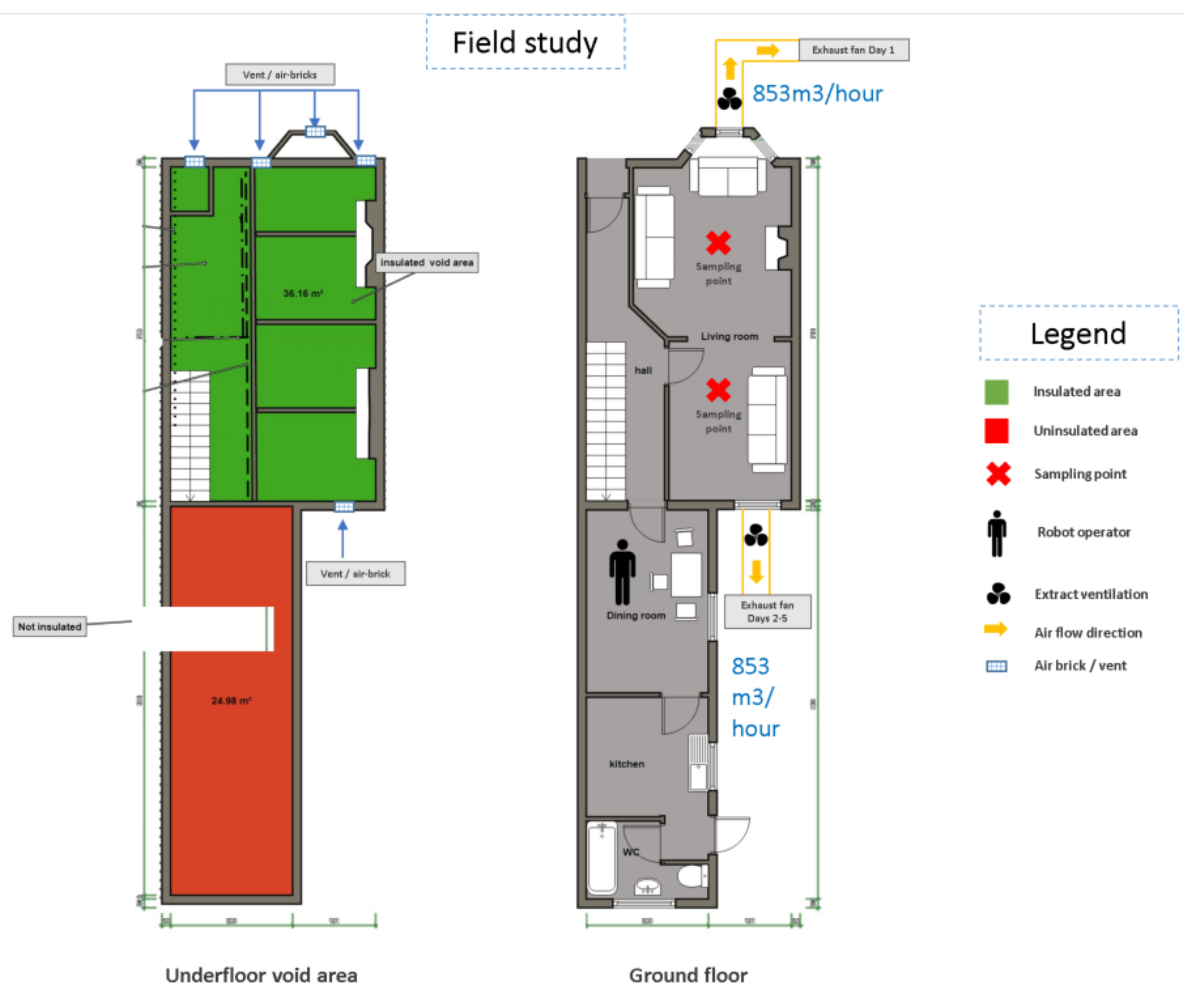 Field study
Vent / air-bricks
insulated void area
36.16 m²
Vent / air-brick
Not insulated
24.98 m²
Underfloor void area
Exhaust fan Day 1
853m3/hour
Sampling
point
Living room
hall
Sampling
point
Dining room
Exhaust fan
Days 2-5
853
m3/
hour
kitchen
WC
Ground floor
Legend
Insulated area
Uninsulated area
Sampling point
Robot operator
Extract ventilation
Air flow direction
Air brick / vent